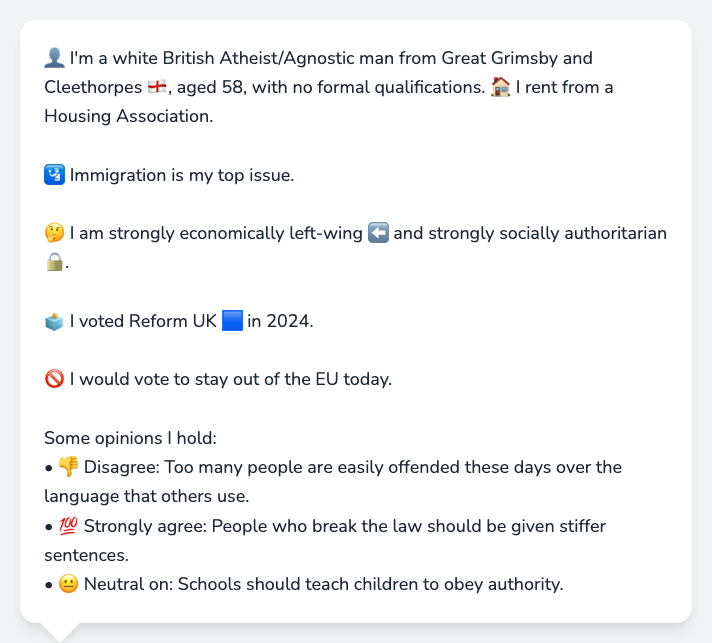 👤 I'm a white British Atheist/Agnostic man from Great Grimsby and
Cleethorpes 🏴󠁧󠁢󠁥󠁮󠁧󠁿, aged 58, with no formal qualifications. 🏠 I rent from a
Housing Association.
🛂 Immigration is my top issue.
🤔 I am strongly economically left-wing ⬅️ and strongly socially authoritarian
🔒.
🗳️ I voted Reform UK 🟦 in 2024.
🚫 I would vote to stay out of the EU today.
Some opinions I hold:
• 👎 Disagree: Too many people are easily offended these days over the
language that others use.
• 💯 Strongly agree: People who break the law should be given stiffer
sentences.
• 😐 Neutral on: Schools should teach children to obey authority.